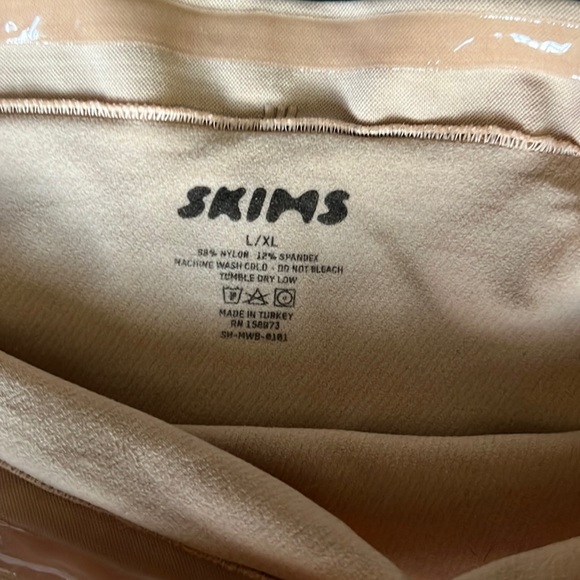 SKIMS
L/XL
88% NYLON 12% SPANDEX
MACHINE WASH COLD - DO NOT BLEACH
TUMBLE DRY LOW
MADE IN TURKEY
RN 158973
SH-MWB-0101